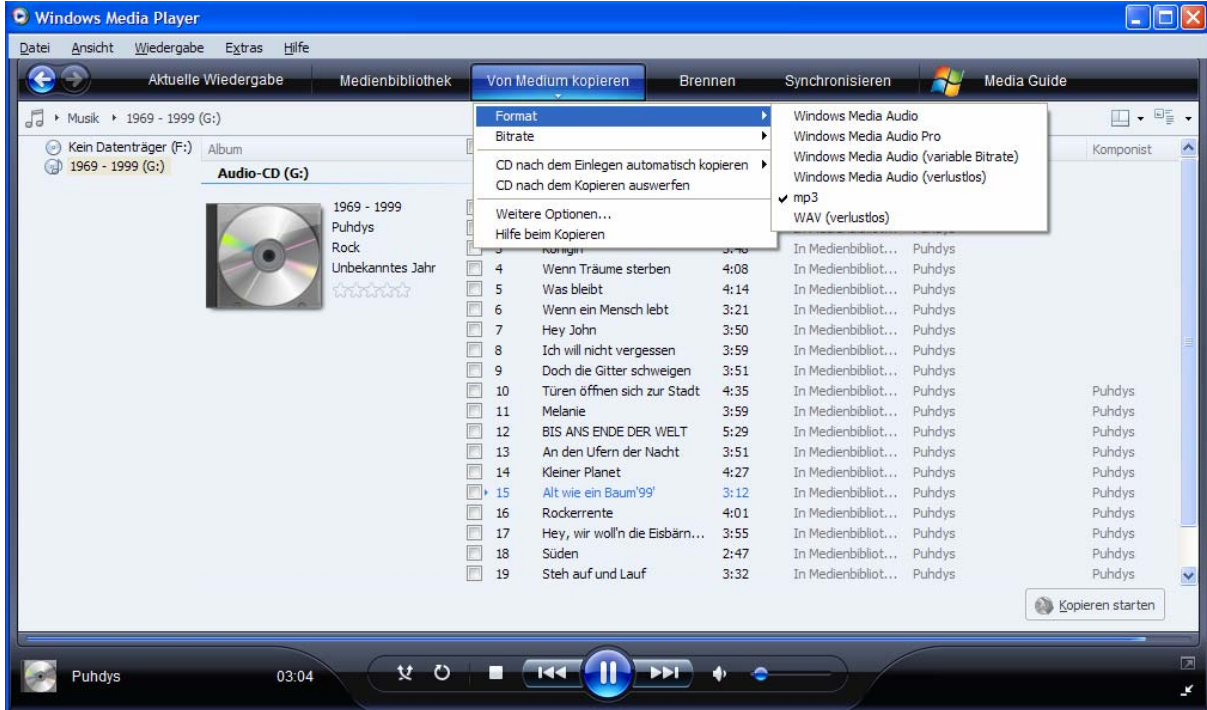 Windows Media Player
Datei Ansicht Wiedergabe Extras Hilfe
Aktuelle Wiedergabe Medienbibliothek Von Medium kopieren Brennen Synchronisieren Media Guide
Musik 1969 - 1999 (G:)
Format
Bitrate
CD nach dem Einlegen automatisch kopieren
CD nach dem Kopieren auswerfen
Weitere Optionen...
Hilfe beim Kopieren
Windows Media Audio
Windows Media Audio Pro
Windows Media Audio (variable Bitrate)
Windows Media Audio (verlustlos)
mp3
WAV (verlustlos)
Kein Datenträger (F:)
1969 - 1999 (G:)
Album Komponist
Audio-CD (G:)
1969 - 1999
Puhdys
Rock
Unbekanntes Jahr
3 Königin 3:48 In Medienbibliot... Puhdys
4 Wenn Träume sterben 4:08 In Medienbibliot... Puhdys
5 Was bleibt 4:14 In Medienbibliot... Puhdys
6 Wenn ein Mensch lebt 3:21 In Medienbibliot... Puhdys
7 Hey John 3:50 In Medienbibliot... Puhdys
8 Ich will nicht vergessen 3:59 In Medienbibliot... Puhdys
9 Doch die Gitter schweigen 3:51 In Medienbibliot... Puhdys
10 Türen öffnen sich zur Stadt 4:35 In Medienbibliot... Puhdys Puhdys
11 Melanie 3:59 In Medienbibliot... Puhdys Puhdys
12 BIS ANS ENDE DER WELT 5:29 In Medienbibliot... Puhdys Puhdys
13 An den Ufern der Nacht 3:51 In Medienbibliot... Puhdys Puhdys
14 Kleiner Planet 4:27 In Medienbibliot... Puhdys Puhdys
15 Alt wie ein Baum'99' 3:12 In Medienbibliot... Puhdys Puhdys
16 Rockerrente 4:01 In Medienbibliot... Puhdys Puhdys
17 Hey, wir woll'n die Eisbärn... 3:55 In Medienbibliot... Puhdys Puhdys
18 Süden 2:47 In Medienbibliot... Puhdys Puhdys
19 Steh auf und Lauf 3:32 In Medienbibliot... Puhdys Puhdys
Kopieren starten
Puhdys 03:04